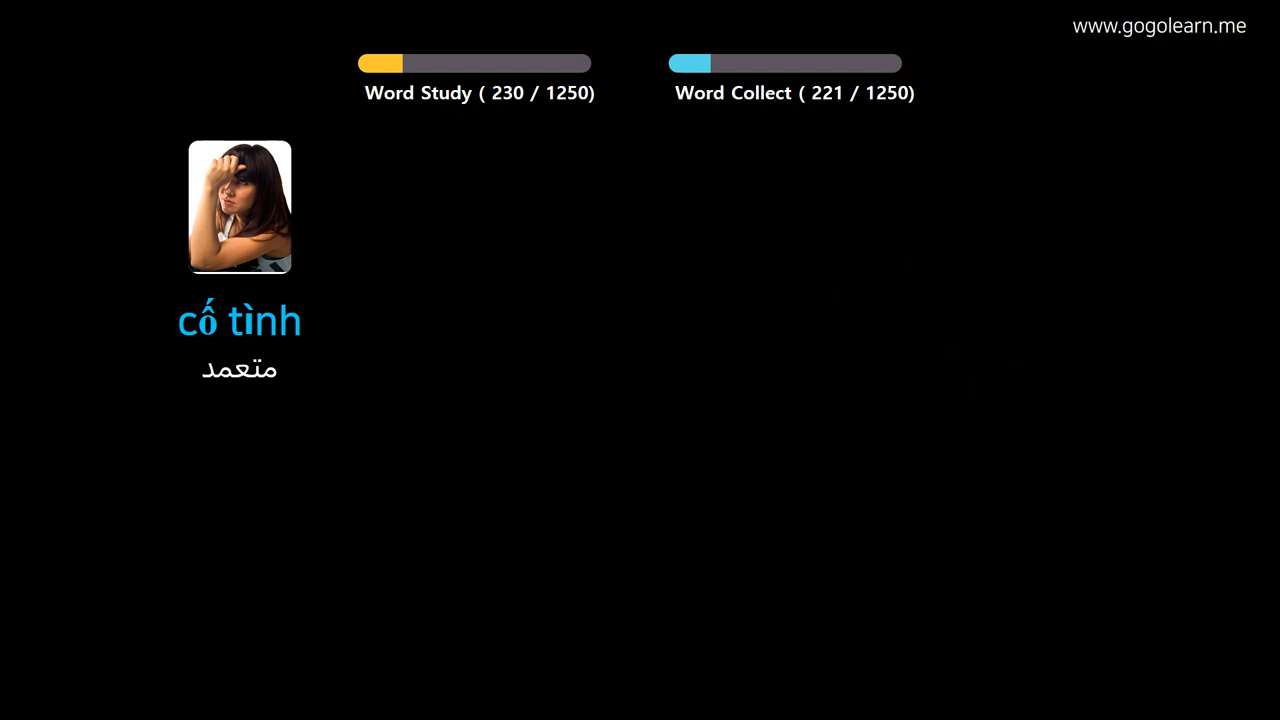 www.gogolearn.me
Word Study ( 230 / 1250)
Word Collect ( 221 / 1250)
cố tình
متعمد